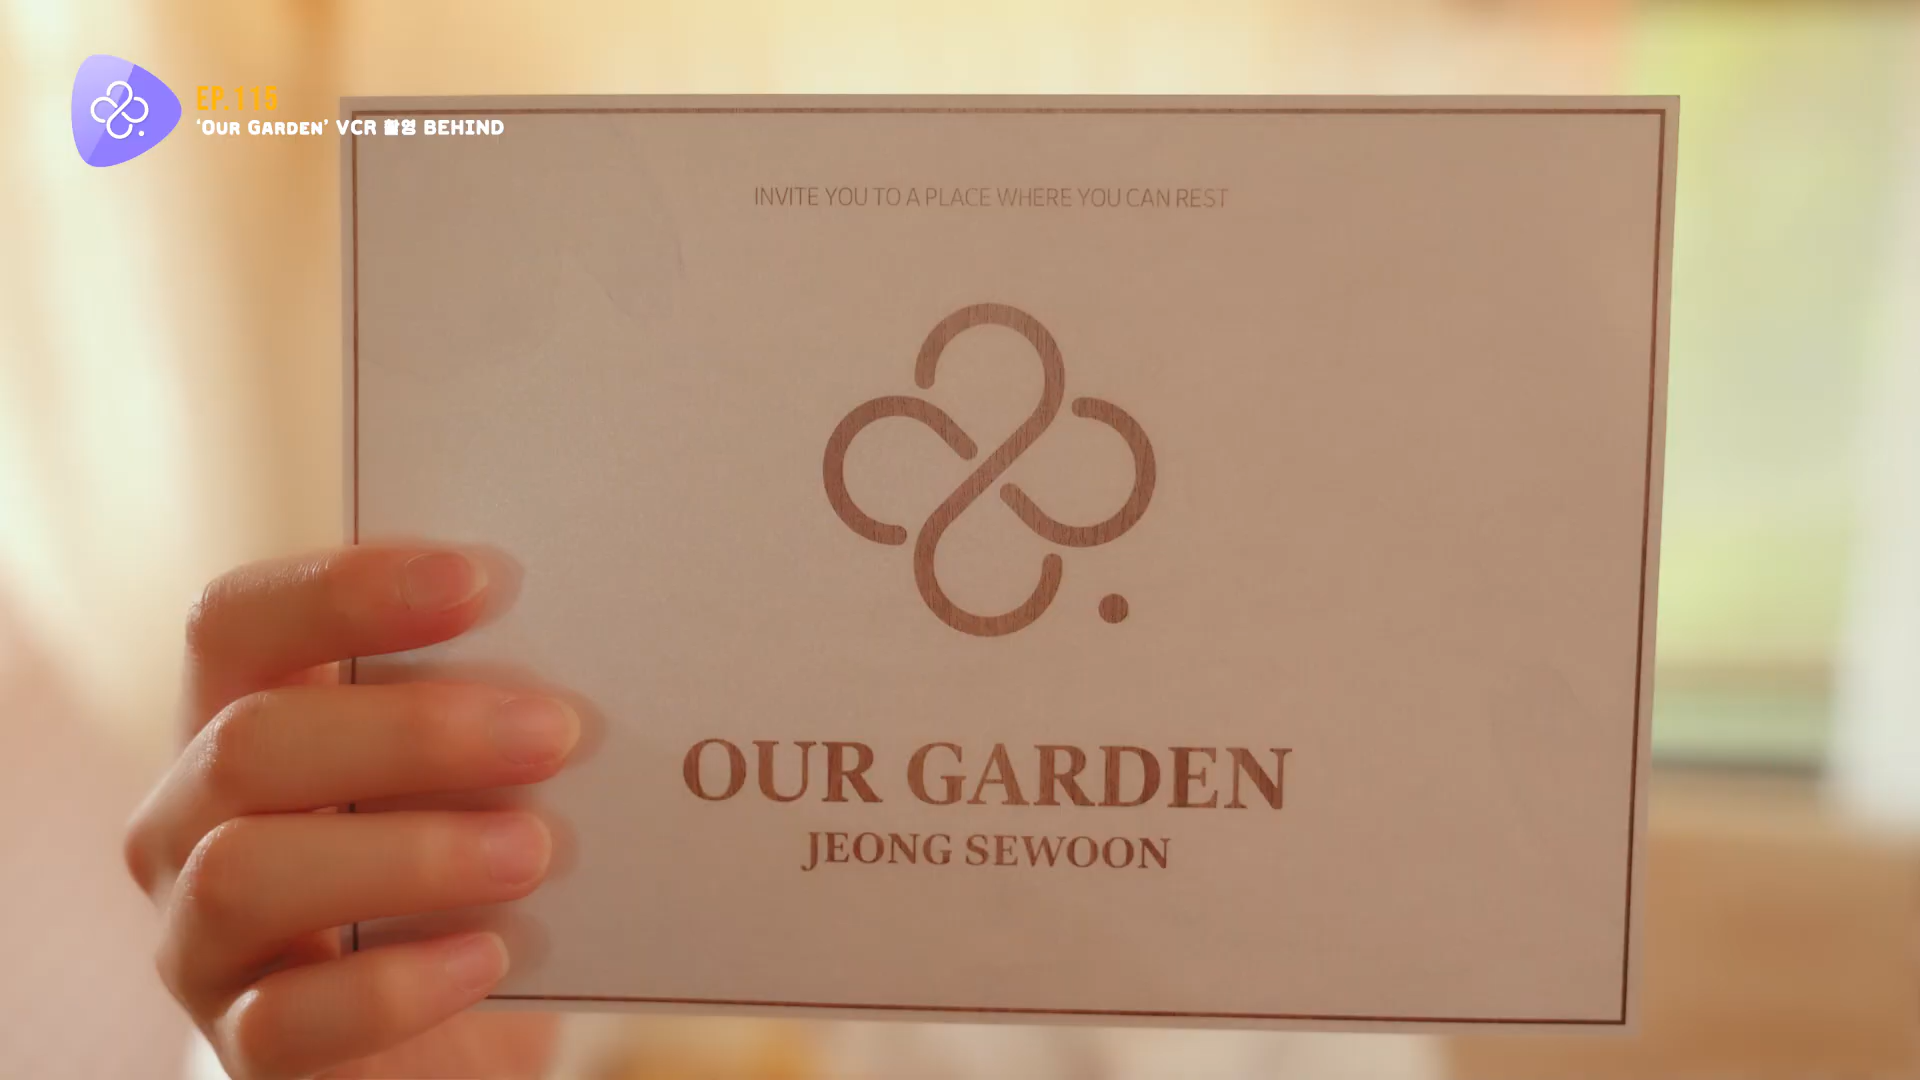 EP.115
‘OUR GARDEN’ VCR 촬영 BEHIND
INVITE YOU TO A PLACE WHERE YOU CAN REST
OUR GARDEN
JEONG SEWOON